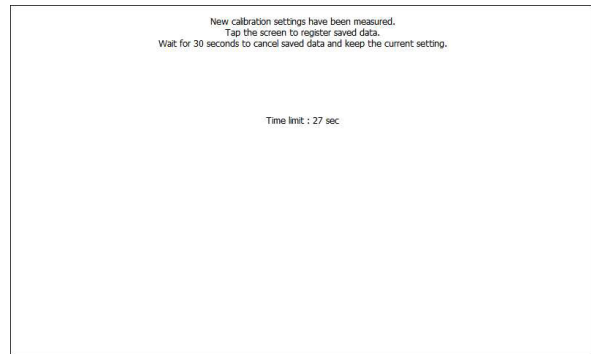 New calibration settings have been measured.
Tap the screen to register saved data.
Wait for 30 seconds to cancel saved data and keep the current setting.
Time limit : 27 sec